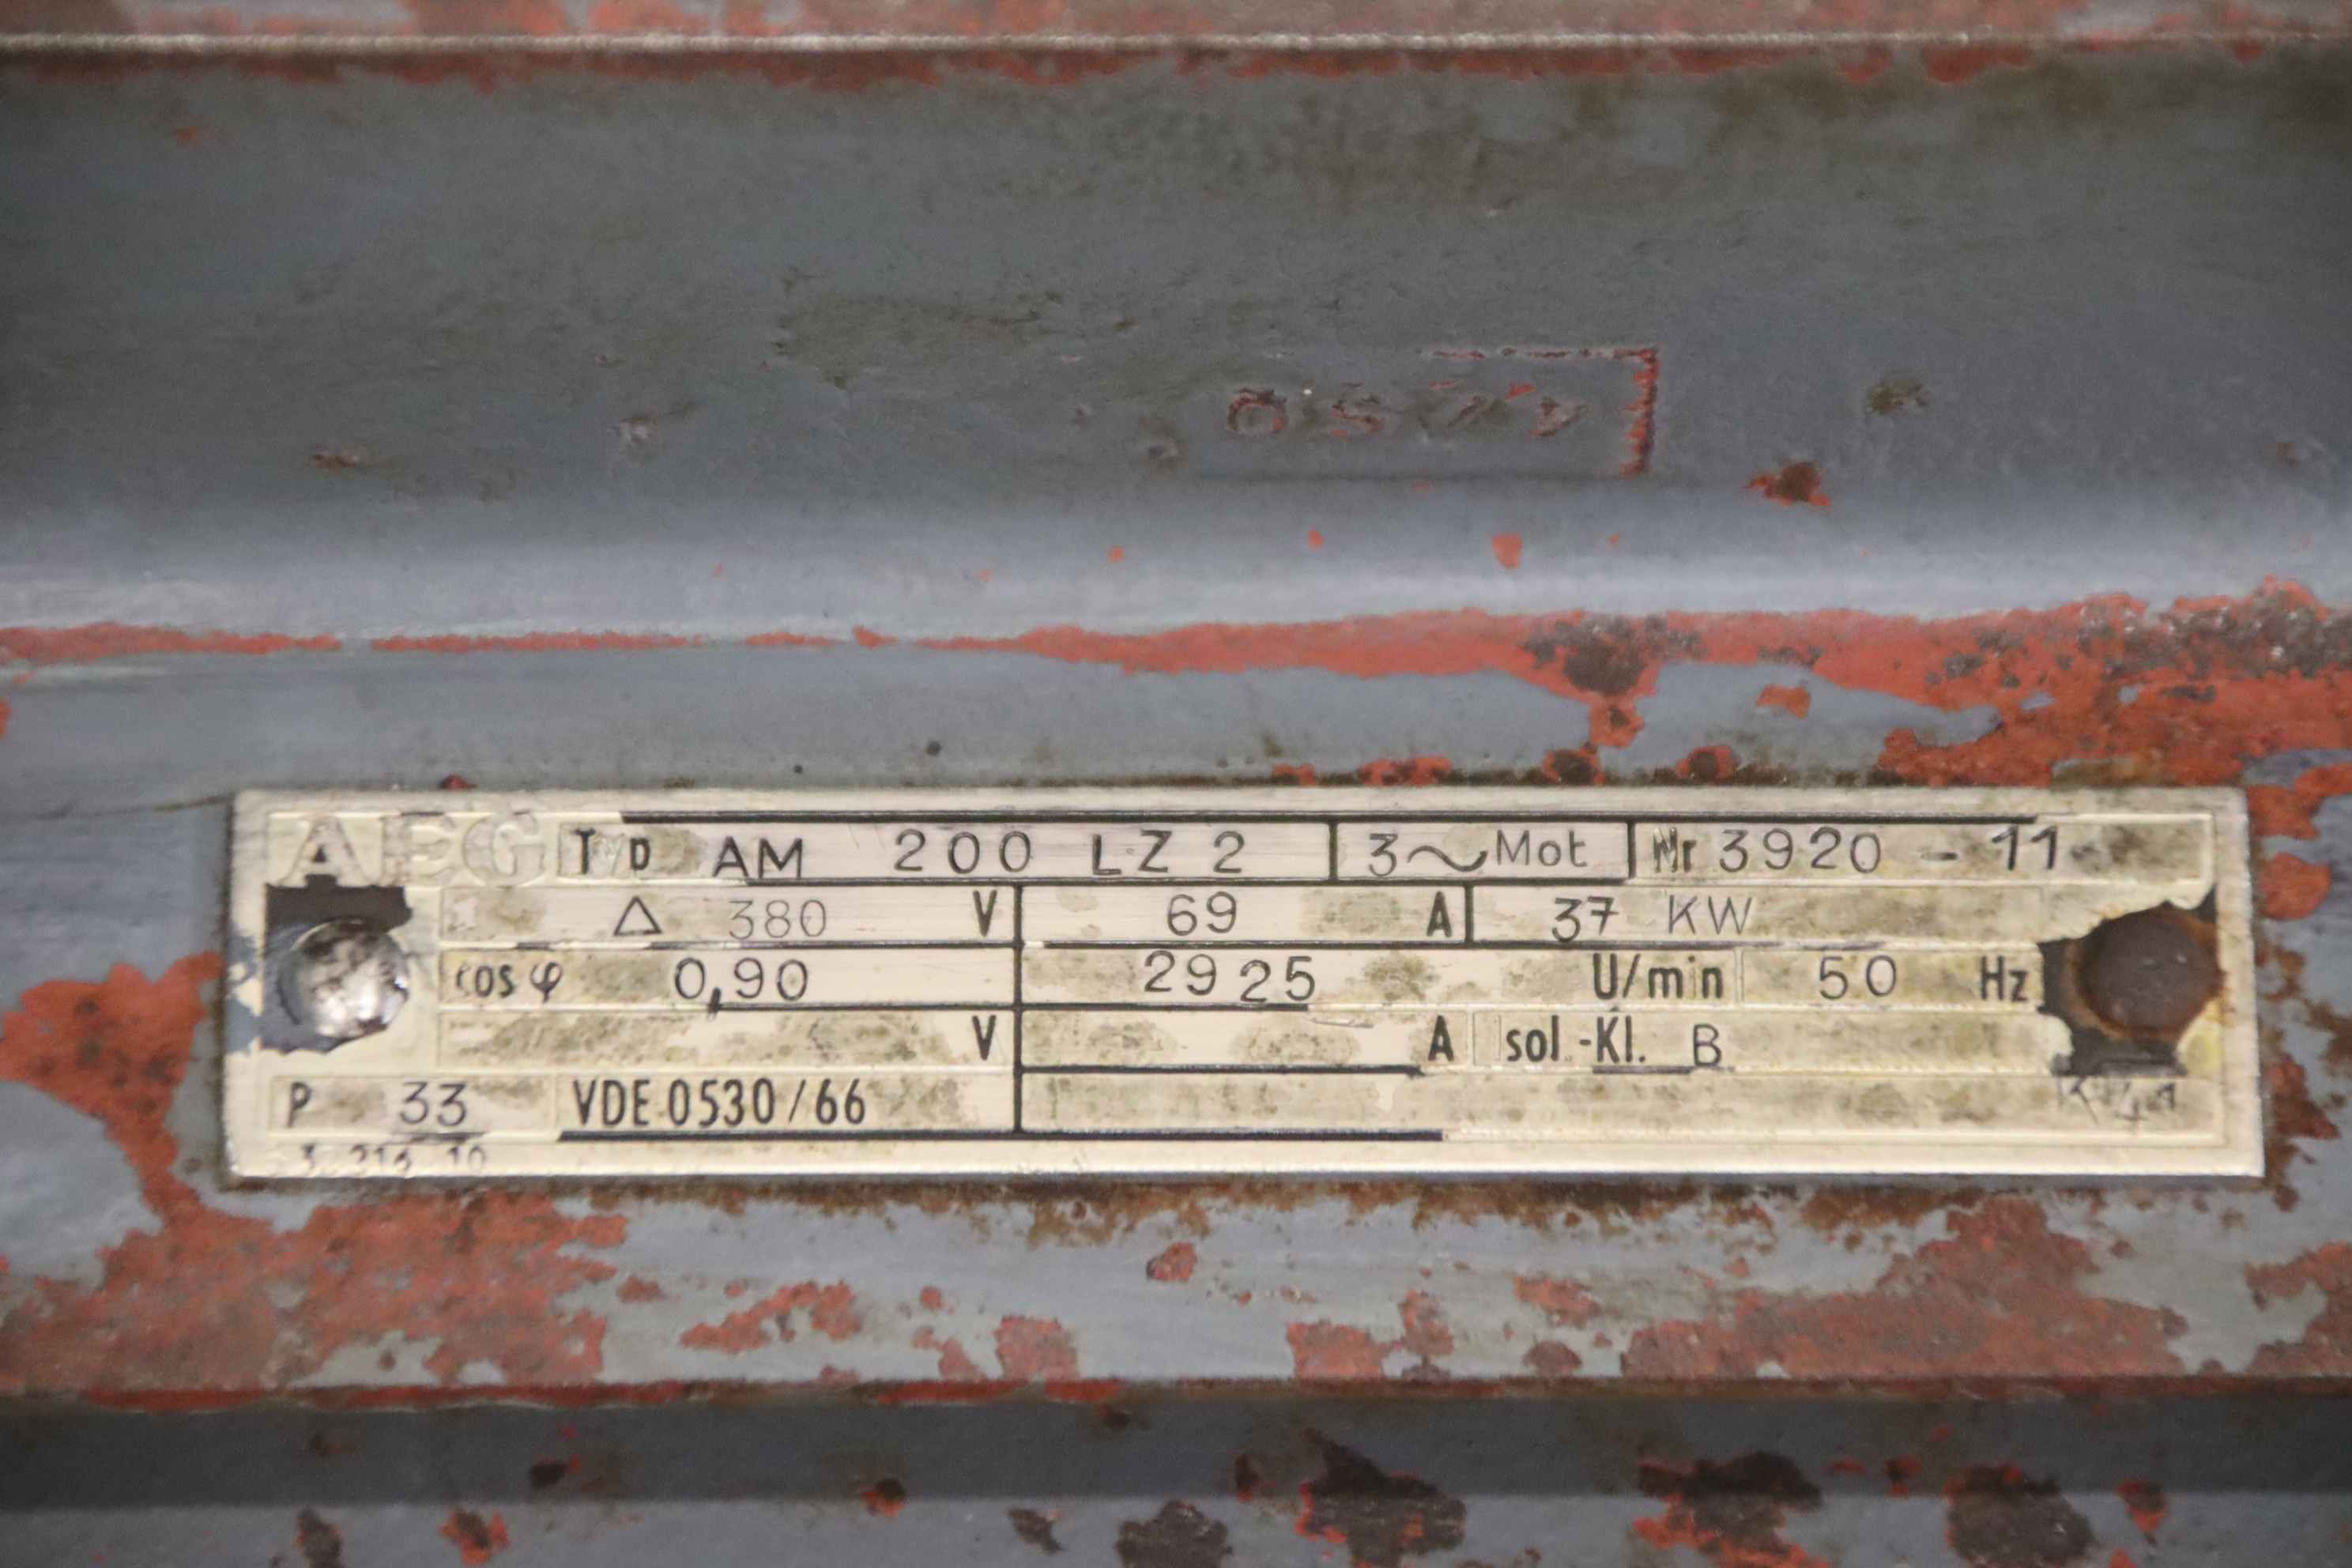 AEG Typ AM 200 LZ 2 3~Mot Nr 3920 - 11
△ 380 V 69 A 37 KW
cos φ 0,90 2925 U/min 50 Hz
V A Isol.-Kl. B
P 33 VDE 0530/66